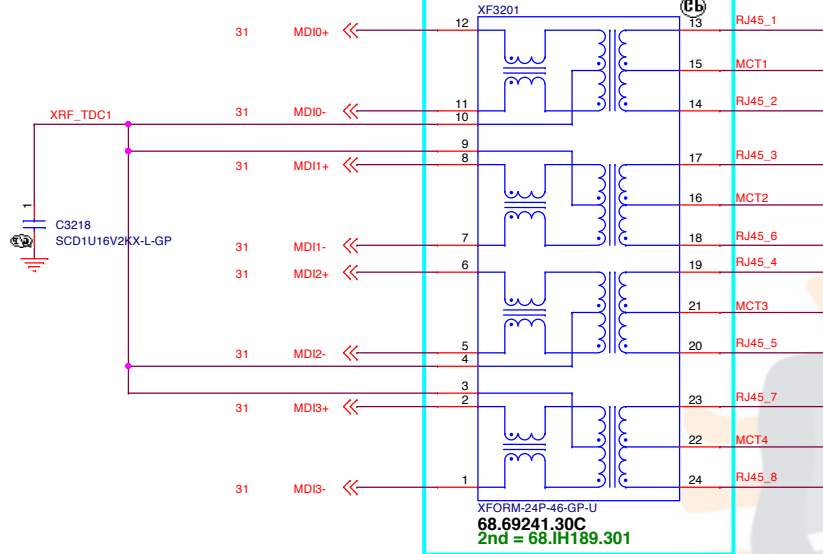 XF3201
Cb
12
13
RJ45_1
31
MDI0+
15
MCT1
11
14
RJ45_2
31
MDI0-
10
XRF_TDC1
9
31
MDI1+
8
17
RJ45_3
16
MCT2
1
C3218
SCD1U16V2KX-L-GP
7
18
RJ45_6
31
MDI1-
6
19
RJ45_4
31
MDI2+
21
MCT3
5
20
RJ45_5
31
MDI2-
4
3
2
23
RJ45_7
31
MDI3+
22
MCT4
1
24
RJ45_8
31
MDI3-
XFORM-24P-46-GP-U
68.69241.30C
2nd = 68.IH189.301